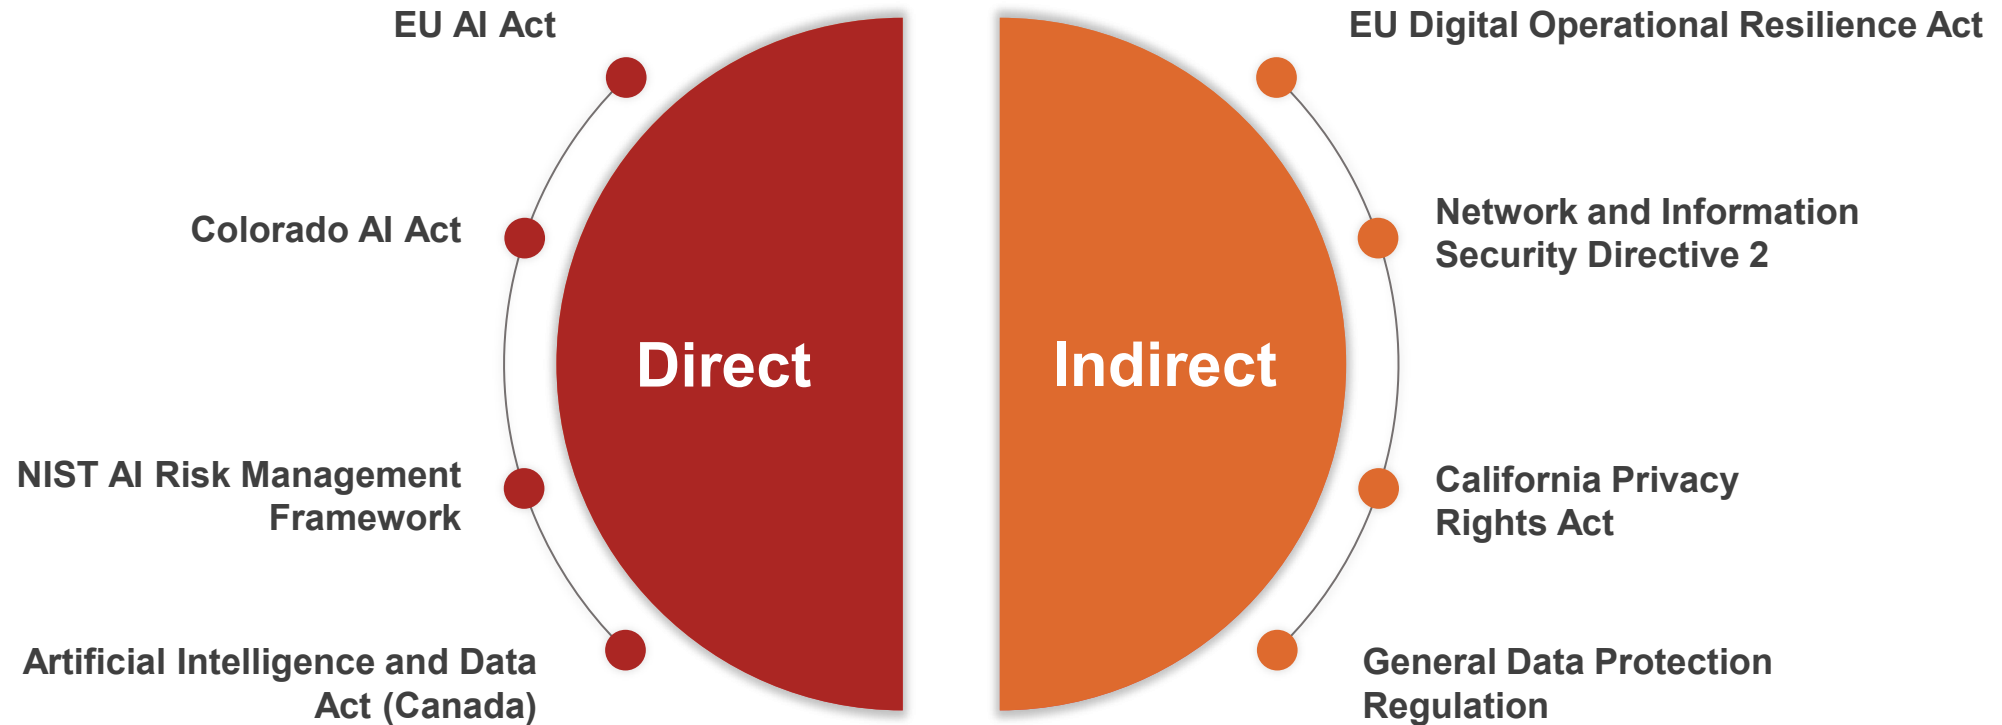 EU AI Act
Colorado AI Act
NIST AI Risk Management
Framework
Artificial Intelligence and Data
Act (Canada)
Direct
Indirect
EU Digital Operational Resilience Act
Network and Information
Security Directive 2
California Privacy
Rights Act
General Data Protection
Regulation